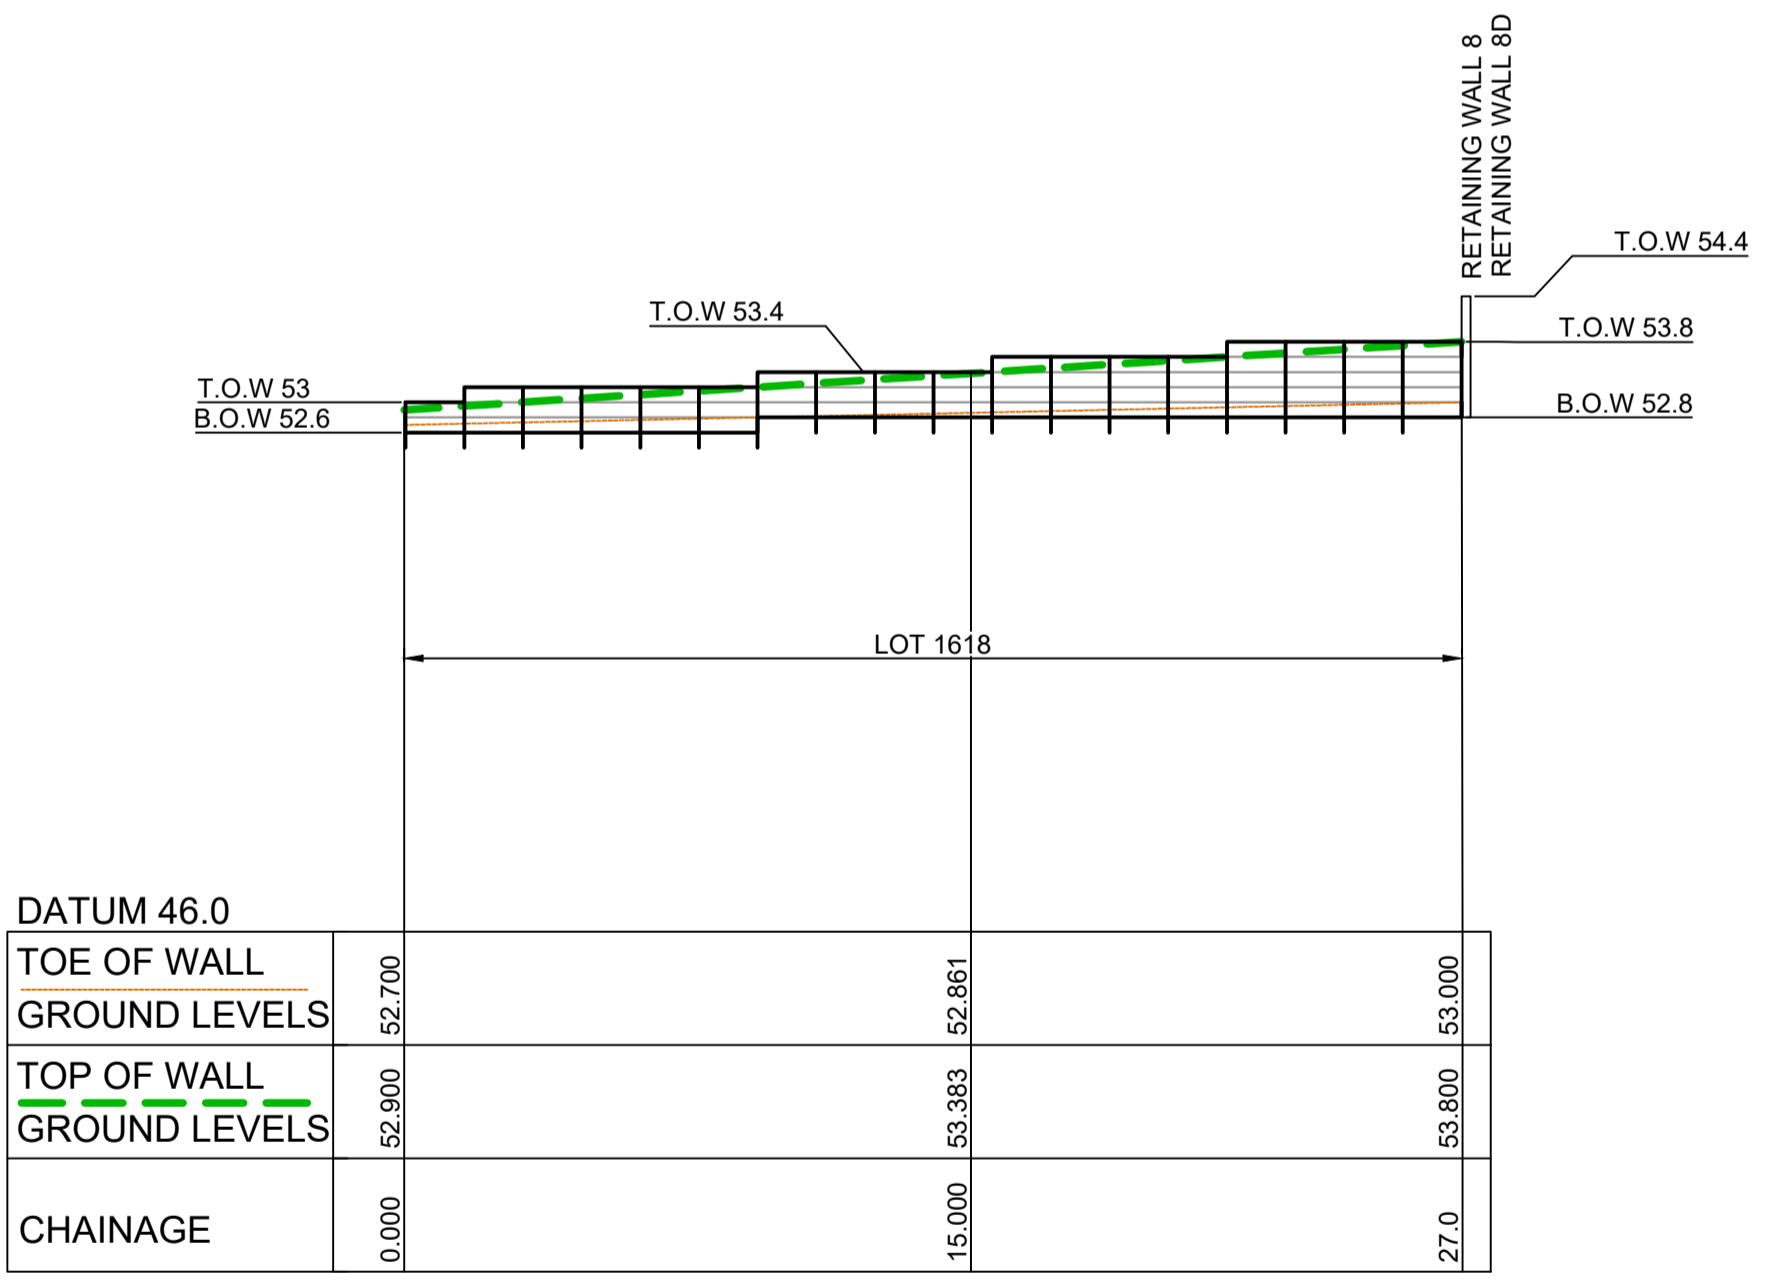 RETAINING WALL 8
RETAINING WALL 8D
T.O.W 54.4
T.O.W 53.4
T.O.W 53.8
T.O.W 53
B.O.W 52.6
B.O.W 52.8
LOT 1618
DATUM 46.0
TOE OF WALL
GROUND LEVELS
52.700
52.861
53.000
TOP OF WALL
GROUND LEVELS
52.900
53.383
53.800
CHAINAGE
0.000
15.000
27.0